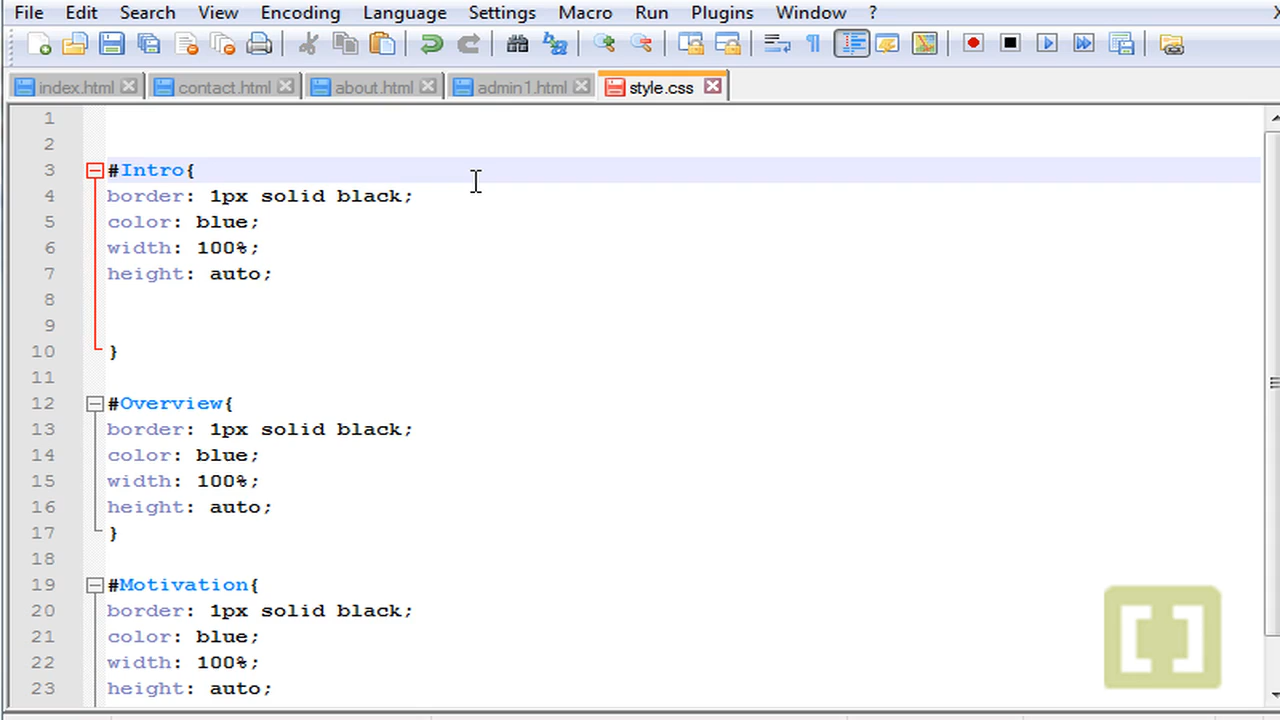 File Edit Search View Encoding Language Settings Macro Run Plugins Window ? X
index.html contact.html about.html admin1.html style.css
1
2
3 #Intro{
4 border: 1px solid black;
5 color: blue;
6 width: 100%;
7 height: auto;
8
9
10 }
11
12 #Overview{
13 border: 1px solid black;
14 color: blue;
15 width: 100%;
16 height: auto;
17 }
18
19 #Motivation{
20 border: 1px solid black;
21 color: blue;
22 width: 100%;
23 height: auto;